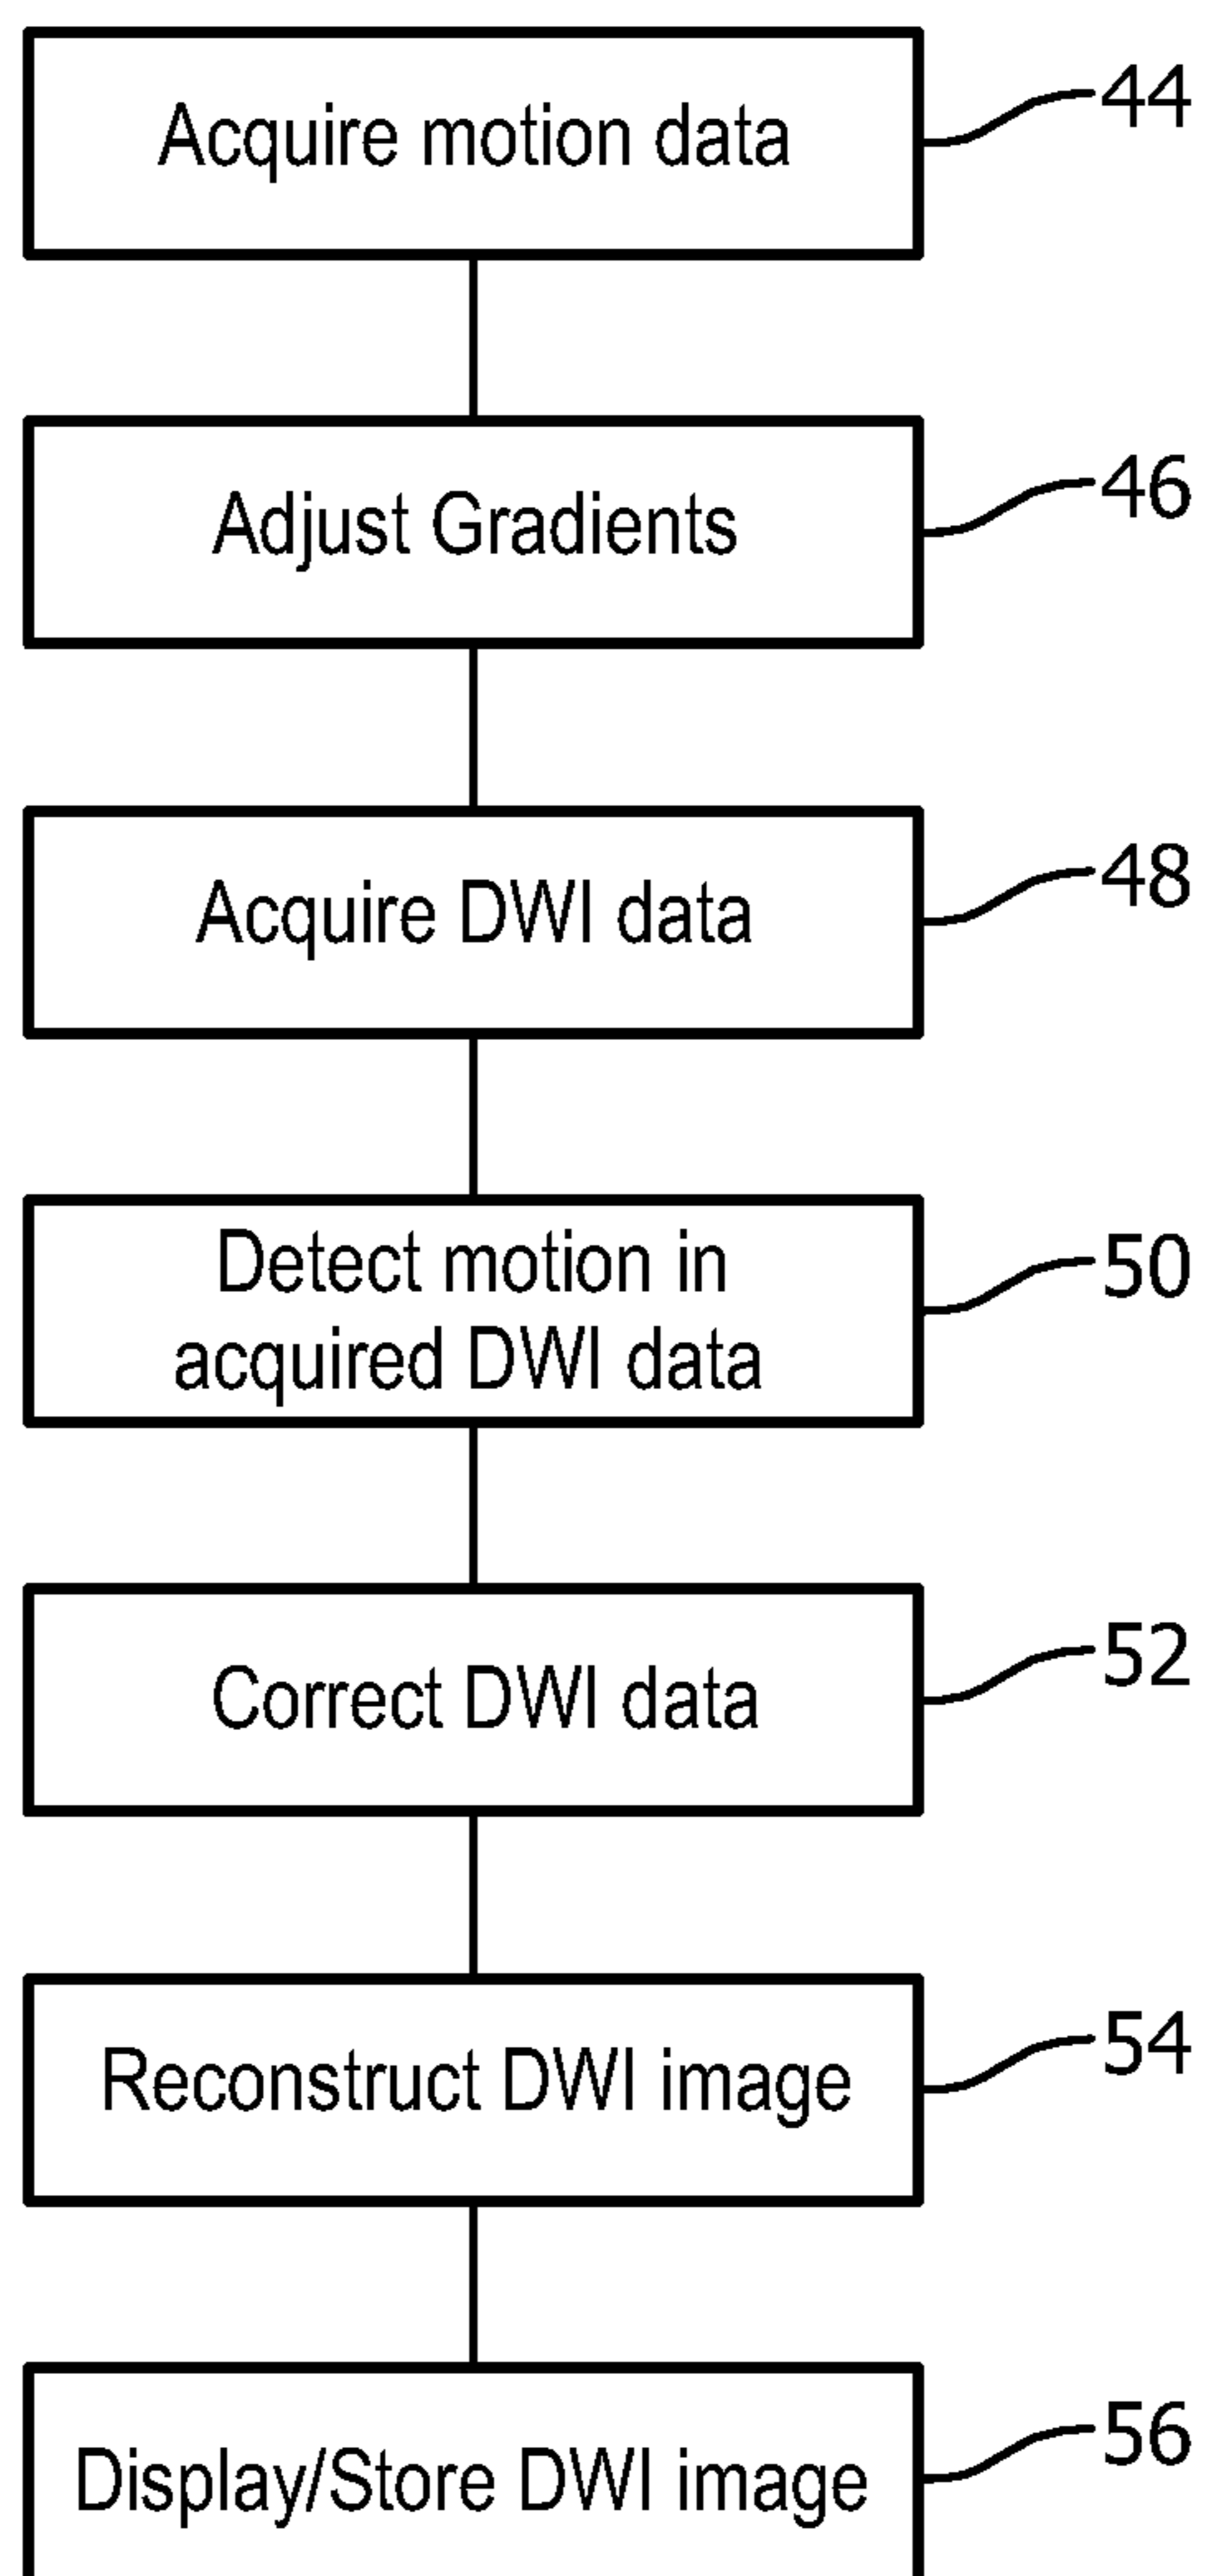 Acquire motion data
44
Adjust Gradients
46
Acquire DWI data
48
Detect motion in
acquired DWI data
50
Correct DWI data
52
Reconstruct DWI image
54
Display/Store DWI image
56